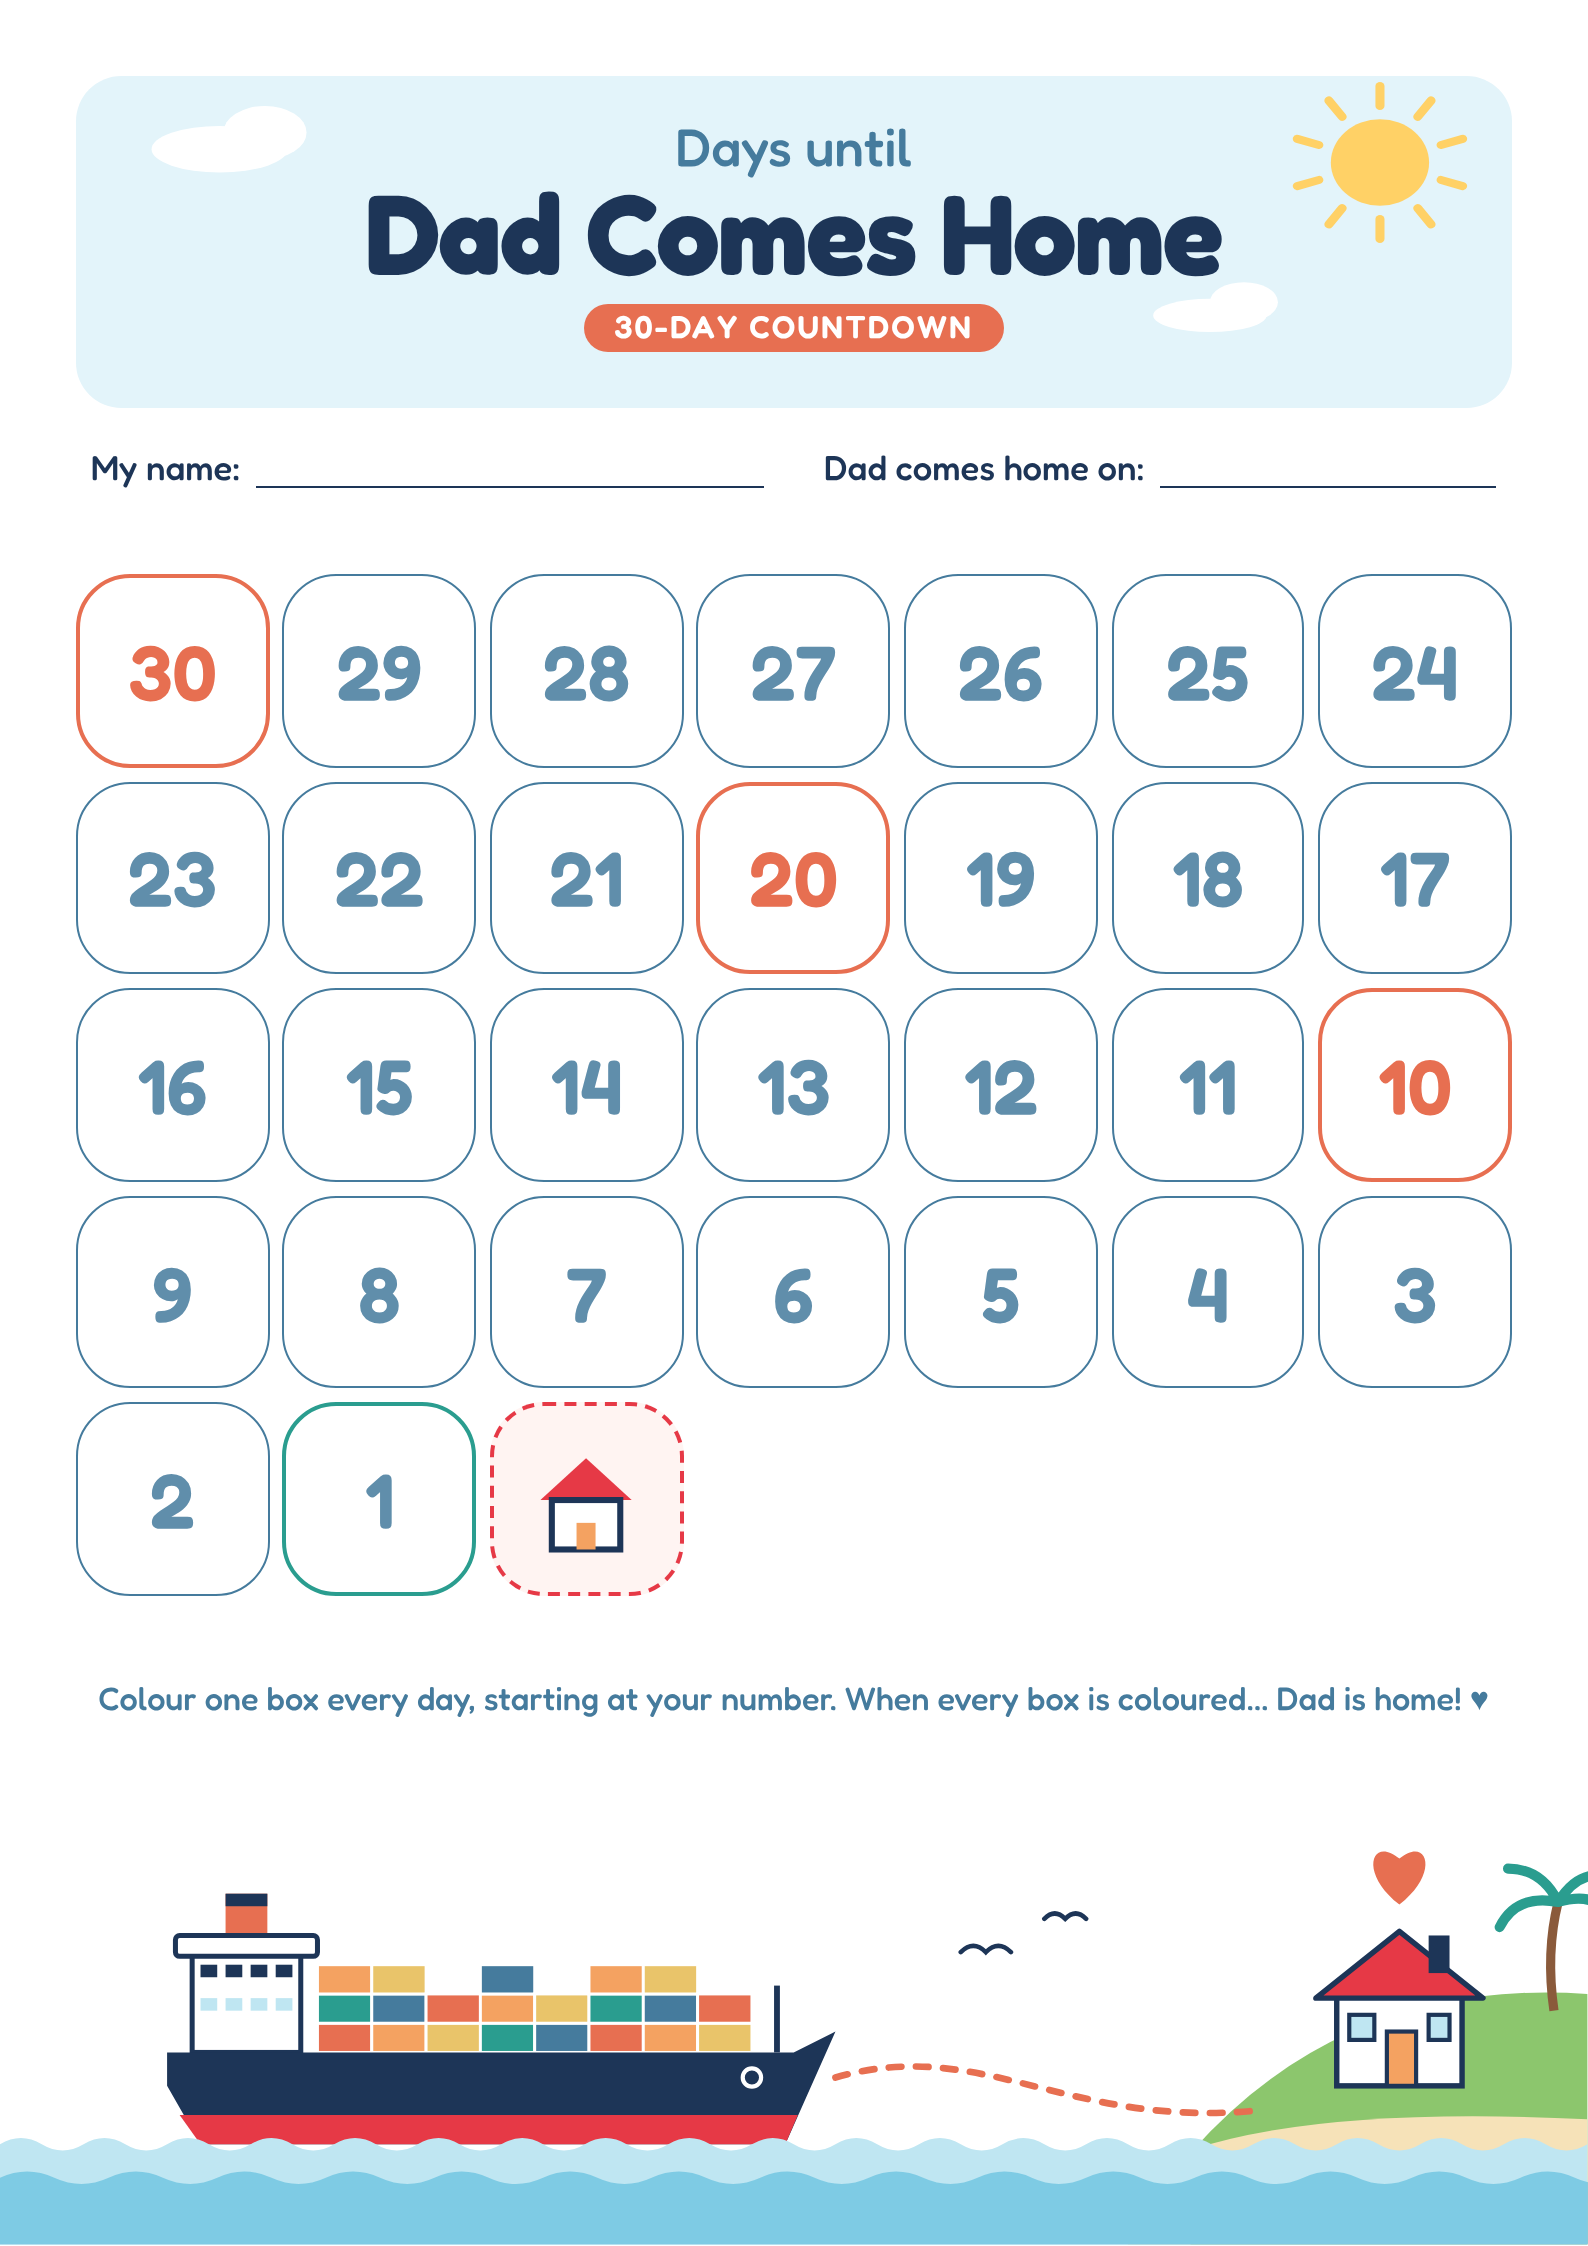 Days until
Dad Comes Home
30-DAY COUNTDOWN
My name: Dad comes home on:
30 29 28 27 26 25 24
23 22 21 20 19 18 17
16 15 14 13 12 11 10
9 8 7 6 5 4 3
2 1
Colour one box every day, starting at your number. When every box is coloured... Dad is home! ♥